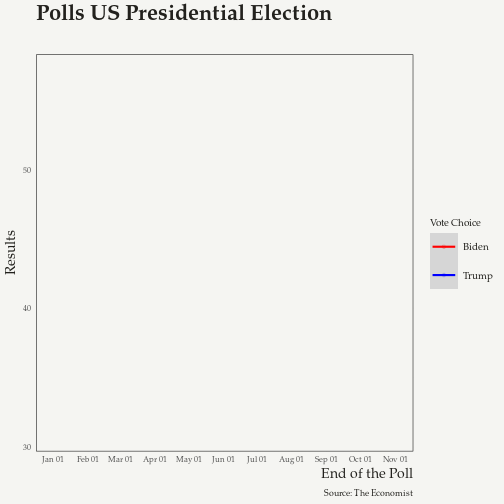 Polls US Presidential Election
50
40
30
Results
Jan 01 Feb 01 Mar 01 Apr 01 May 01 Jun 01 Jul 01 Aug 01 Sep 01 Oct 01 Nov 01
End of the Poll
Source: The Economist
Vote Choice
Biden
Trump